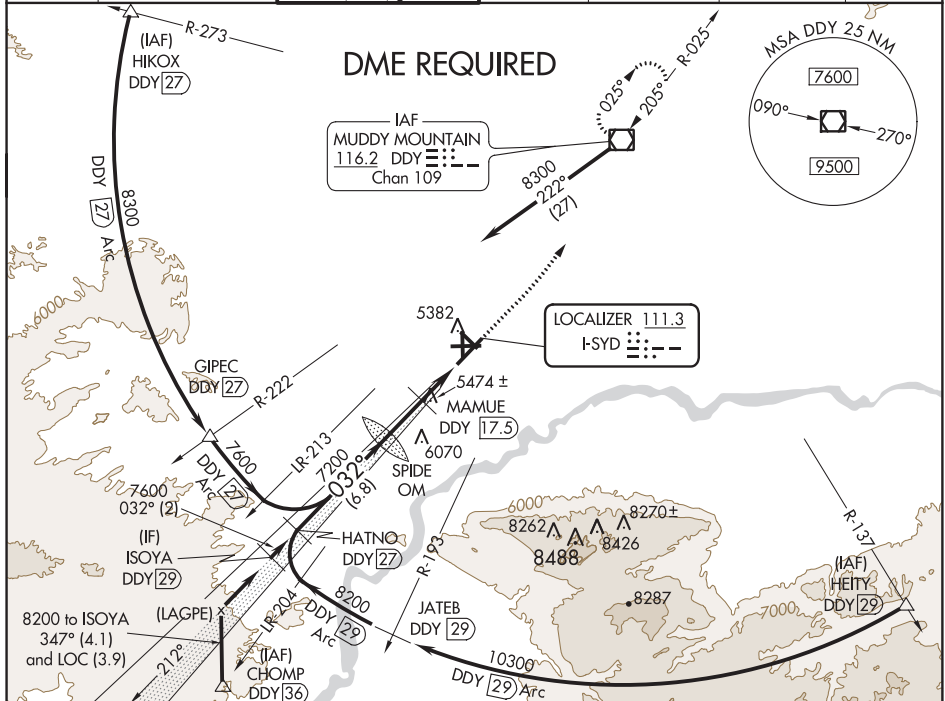 R-273
(IAF)
HIKOX
DDY 27
DME REQUIRED
025°
205°
R-025
MSA DDY 25 NM
7600
090°
270°
9500
IAF
MUDDY MOUNTAIN
116.2 DDY
Chan 109
8300
222°
(27)
DDY 27 Arc
8300
6000
5382
LOCALIZER 111.3
I-SYD
GIPEC
DDY 27
R-222
5474 ±
MAMUE
DDY 17.5
6070
SPIDE
OM
LR-213
7200
032°
(6.8)
7600
DDY 27
Arc
7600
032° (2)
(IF)
ISOYA
DDY 29
HATNO
DDY 27
R-193
6000
8262
8270±
8488
8426
R-137
(IAF)
HEITY
DDY 29
8287
7000
8200 to ISOYA
347° (4.1)
and LOC (3.9)
(LAGPE)
LR-204
8200
DDY 29
Arc
JATEB
DDY 29
212°
(IAF)
CHOMP
DDY 36
10300
DDY 29 Arc